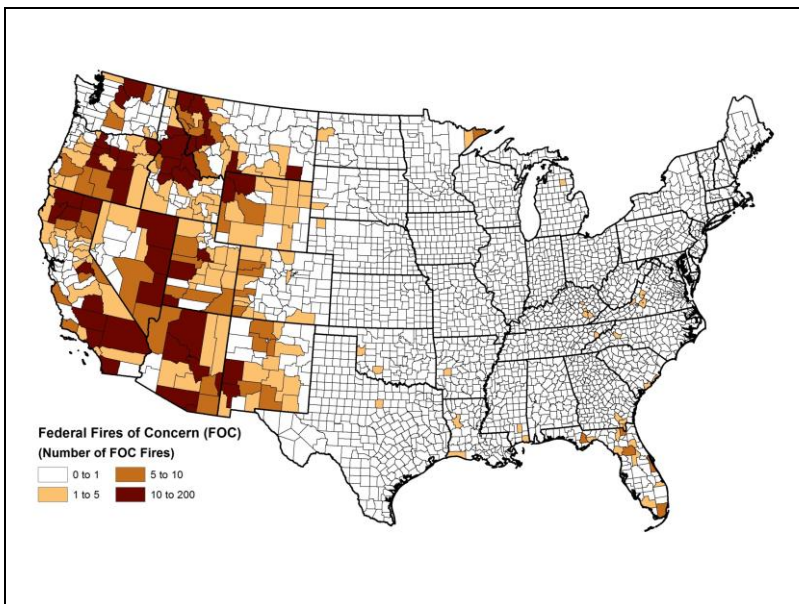 Federal Fires of Concern (FOC)
(Number of FOC Fires)
0 to 1
5 to 10
1 to 5
10 to 200